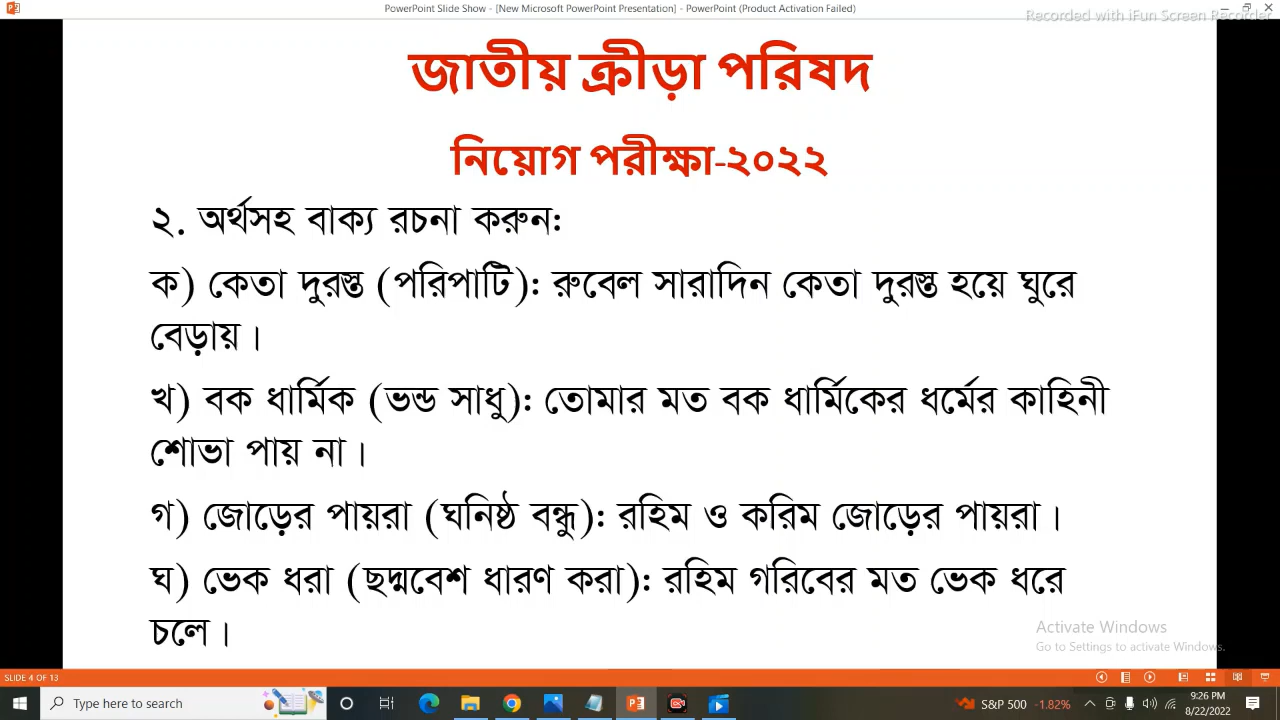 PowerPoint Slide Show - [New Microsoft PowerPoint Presentation] - PowerPoint (Product Activation Failed)
Recorded with iFun Screen Recorder
জাতীয় ক্রীড়া পরিষদ
নিয়োগ পরীক্ষা-২০২২
২. অর্থসহ বাক্য রচনা করুন:
ক) কেতা দুরস্ত (পরিপাটি): রুবেল সারাদিন কেতা দুরস্ত হয়ে ঘুরে
বেড়ায়।
খ) বক ধার্মিক (ভন্ড সাধু): তোমার মত বক ধার্মিকের ধর্মের কাহিনী
শোভা পায় না।
গ) জোড়ের পায়রা (ঘনিষ্ঠ বন্ধু): রহিম ও করিম জোড়ের পায়রা।
ঘ) ভেক ধরা (ছদ্মবেশ ধারণ করা): রহিম গরিবের মত ভেক ধরে
চলে।
Activate Windows
Go to Settings to activate Windows.
SLIDE 4 OF 13
Type here to search
S&P 500 -1.82%
9:26 PM
8/22/2022